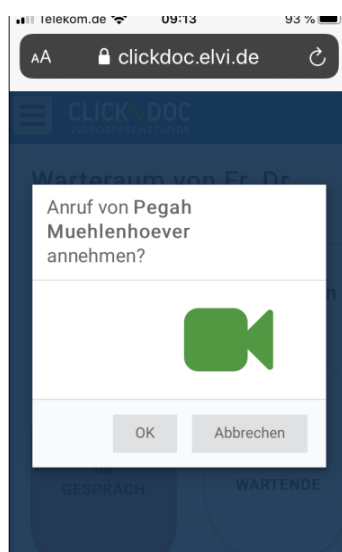 Telekom.de 09:13 93 %
AA clickdoc.elvi.de
CLICKDOC
VIDEOSPRECHSTUNDE
Warteraum von Fr. Dr.
Anruf von Pegah
Muehlenhoever
annehmen?
n
OK Abbrechen
IM
GESPRÄCH
WARTENDE